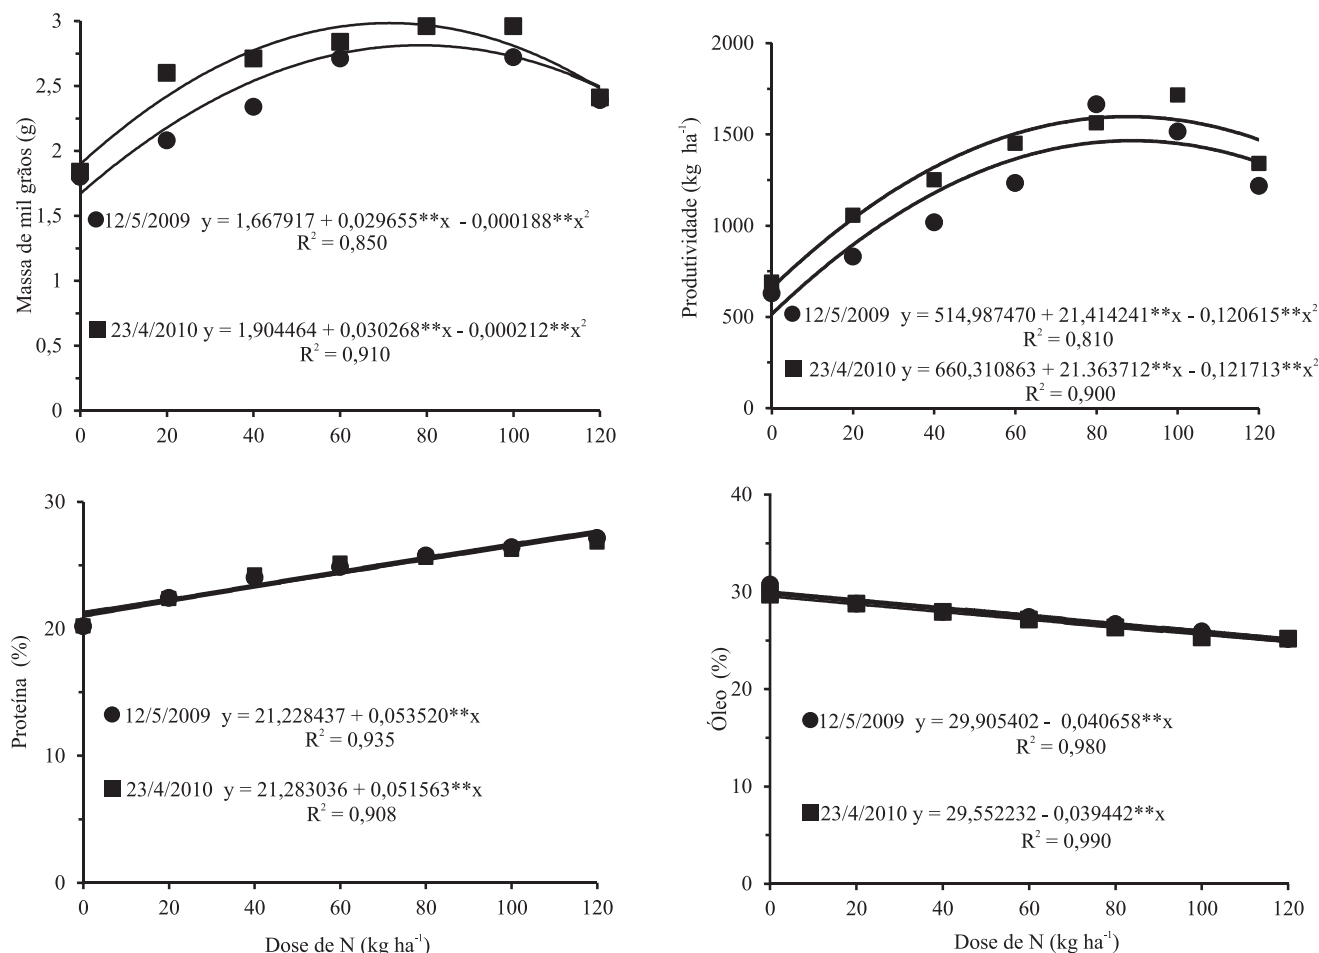 3
2,5
2
1,5
1
0,5
0
Massa de mil grãos (g)
12/5/2009 y = 1,667917 + 0,029655**x - 0,000188**x²
R² = 0,850
23/4/2010 y = 1,904464 + 0,030268**x - 0,000212**x²
R² = 0,910
0 20 40 60 80 100 120
2000
1500
1000
500
0
Produtividade (kg ha⁻¹)
12/5/2009 y = 514,987470 + 21,414241**x - 0,120615**x²
R² = 0,810
23/4/2010 y = 660,310863 + 21.363712**x - 0,121713**x²
R² = 0,900
0 20 40 60 80 100 120
30
20
10
0
Proteína (%)
12/5/2009 y = 21,228437 + 0,053520**x
R² = 0,935
23/4/2010 y = 21,283036 + 0,051563**x
R² = 0,908
0 20 40 60 80 100 120
Dose de N (kg ha⁻¹)
40
30
20
10
0
Óleo (%)
12/5/2009 y = 29,905402 - 0,040658**x
R² = 0,980
23/4/2010 y = 29,552232 - 0,039442**x
R² = 0,990
0 20 40 60 80 100 120
Dose de N (kg ha⁻¹)